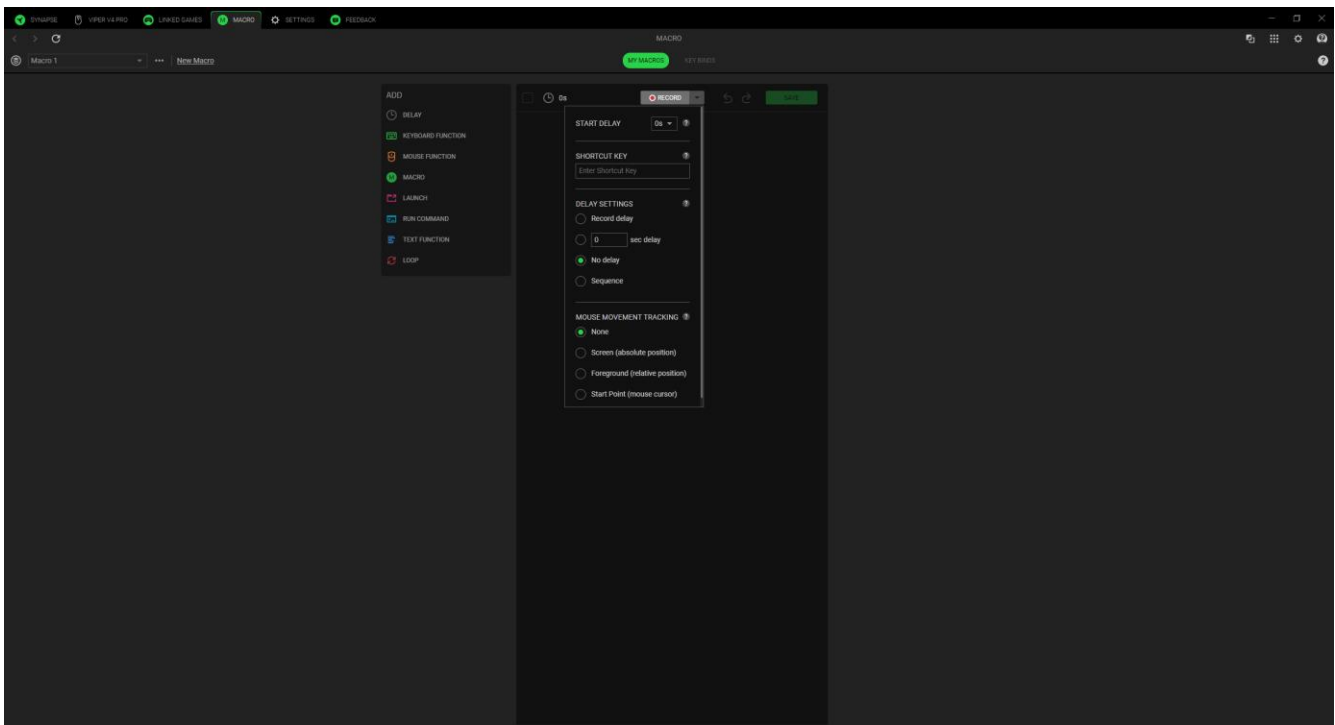 SYNAPSE VIPER V4 PRO LINKED GAMES MACRO SETTINGS FEEDBACK
MACRO
Macro 1 New Macro MY MACROS KEY BINDS
ADD
DELAY
KEYBOARD FUNCTION
MOUSE FUNCTION
MACRO
LAUNCH
RUN COMMAND
TEXT FUNCTION
LOOP
0s RECORD SAVE
START DELAY 0s
SHORTCUT KEY
Enter Shortcut Key
DELAY SETTINGS
Record delay
0 sec delay
No delay
Sequence
MOUSE MOVEMENT TRACKING
None
Screen (absolute position)
Foreground (relative position)
Start Point (mouse cursor)